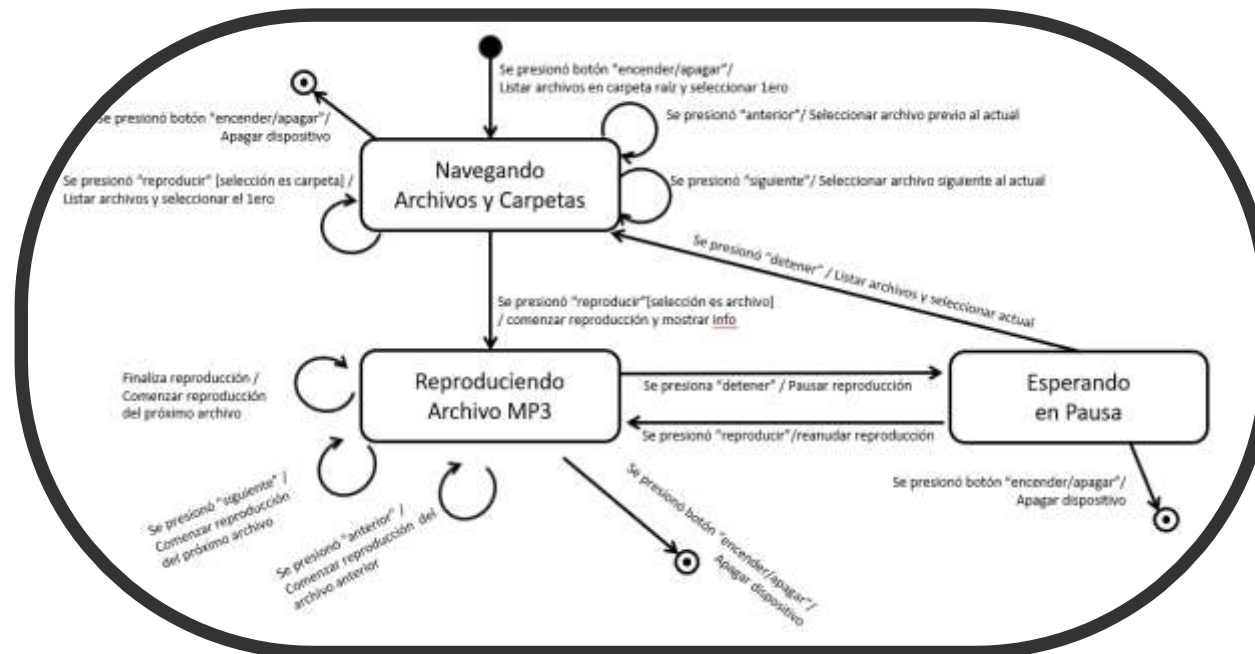 Se presionó botón "encender/apagar"/
Listar archivos en carpeta raíz y seleccionar 1ero
Se presionó botón "encender/apagar"/
Apagar dispositivo
Se presionó "anterior"/ Seleccionar archivo previo al actual
Navegando
Archivos y Carpetas
Se presionó "reproducir" [selección es carpeta] /
Listar archivos y seleccionar el 1ero
Se presionó "siguiente"/ Seleccionar archivo siguiente al actual
Se presionó "detener" / Listar archivos y seleccionar actual
Se presionó "reproducir"[selección es archivo]
/ comenzar reproducción y mostrar info
Finaliza reproducción /
Comenzar reproducción
del próximo archivo
Reproduciendo
Archivo MP3
Se presiona "detener" / Pausar reproducción
Esperando
en Pausa
Se presionó "reproducir"/reanudar reproducción
Se presionó "siguiente" /
Comenzar reproducción
del próximo archivo
Se presionó "anterior" /
Comenzar reproducción del
archivo anterior
Se presionó botón "encender/apagar"/
Apagar dispositivo
Se presionó botón "encender/apagar"/
Apagar dispositivo